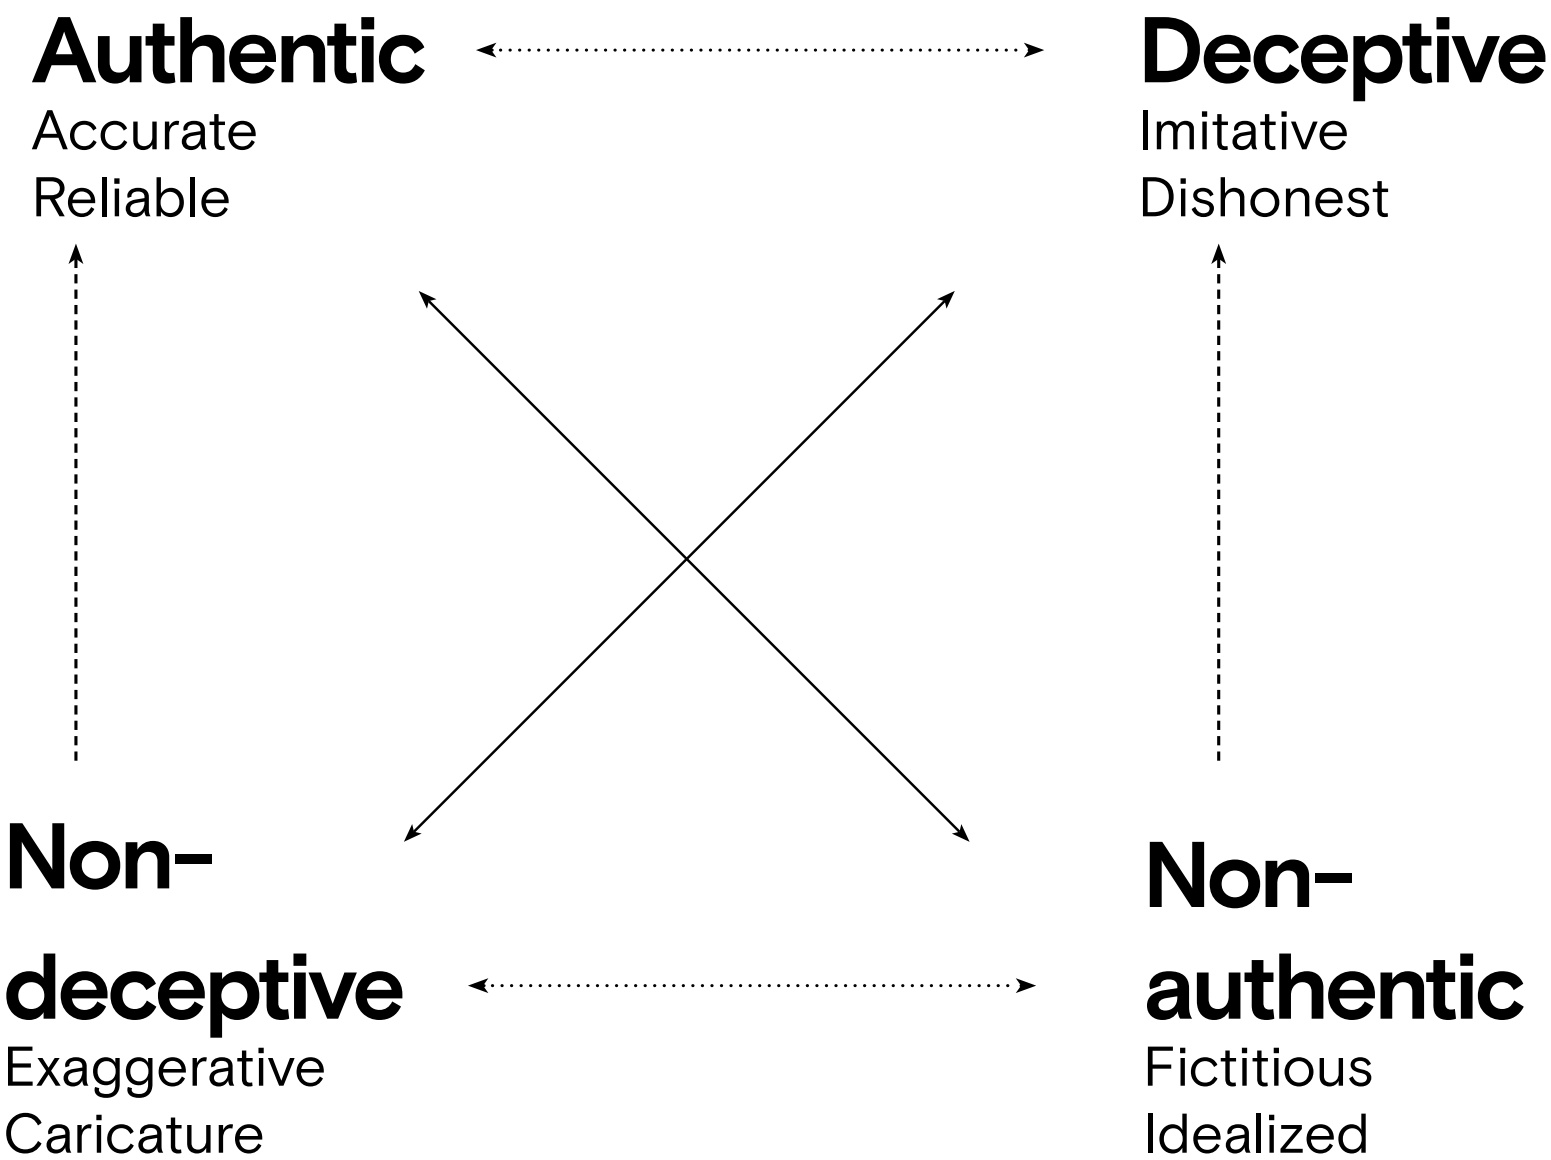 Authentic
Accurate
Reliable
Deceptive
Imitative
Dishonest
Non-
deceptive
Exaggerative
Caricature
Non-
authentic
Fictitious
Idealized